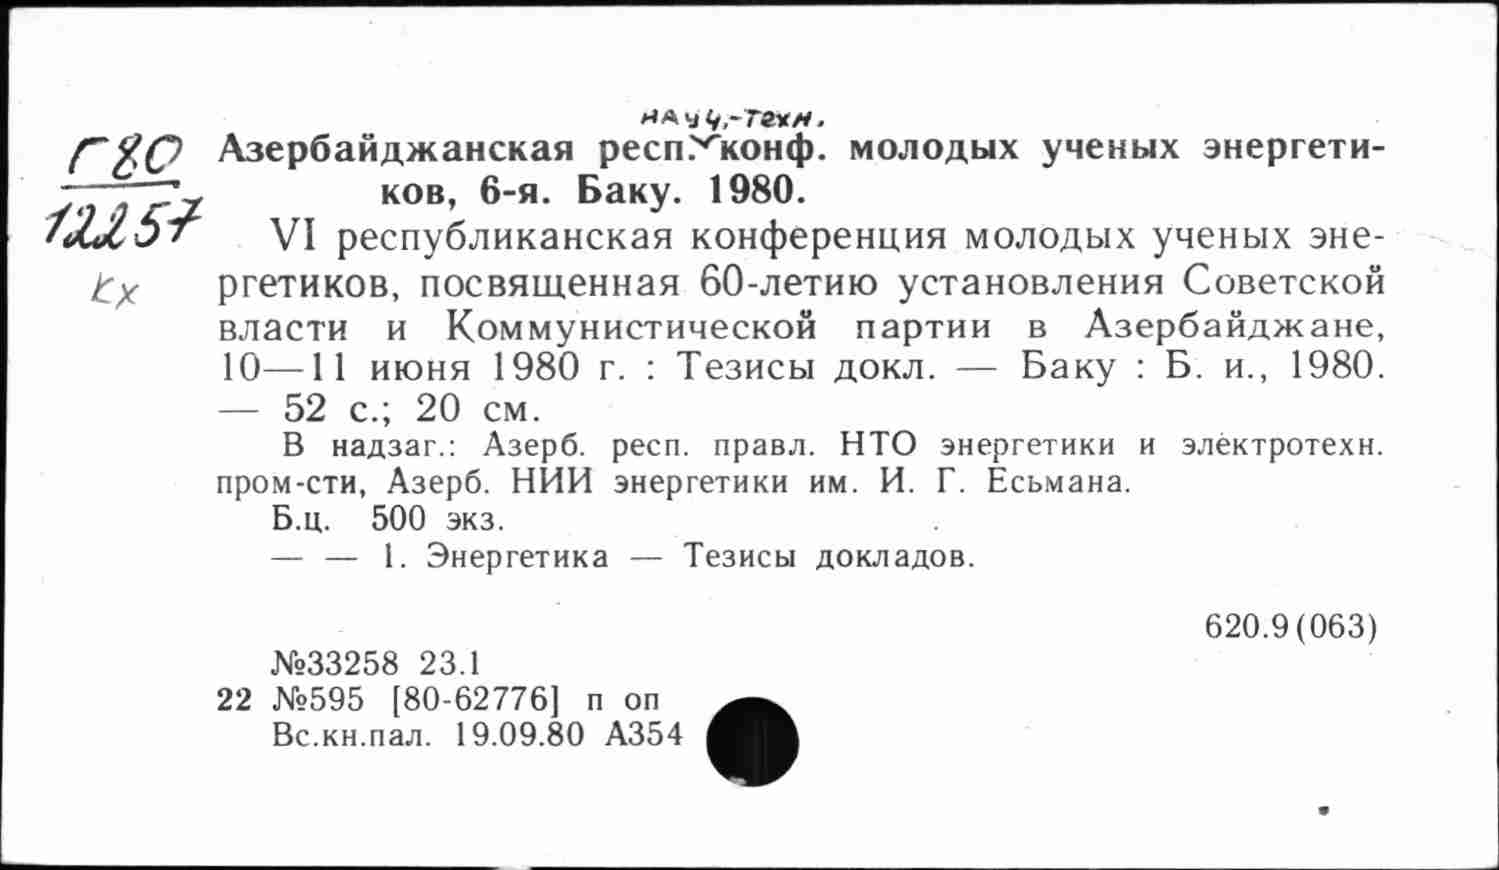 науч.-техн.
Г80 Азербайджанская респ. конф. молодых ученых энергети-
ков, 6-я. Баку. 1980.
12257
VI республиканская конференция молодых ученых эне-
кх
ргетиков, посвященная 60-летию установления Советской
власти и Коммунистической партии в Азербайджане,
10—11 июня 1980 г. : Тезисы докл. — Баку : Б. и., 1980.
— 52 с.; 20 см.
В надзаг.: Азерб. респ. правл. НТО энергетики и электротехн.
пром-сти, Азерб. НИИ энергетики им. И. Г. Есьмана.
Б.ц. 500 экз.
— — 1. Энергетика — Тезисы докладов.
620.9(063)
№33258 23.1
22 №595 [80-62776] п оп
Вс.кн.пал. 19.09.80 А354